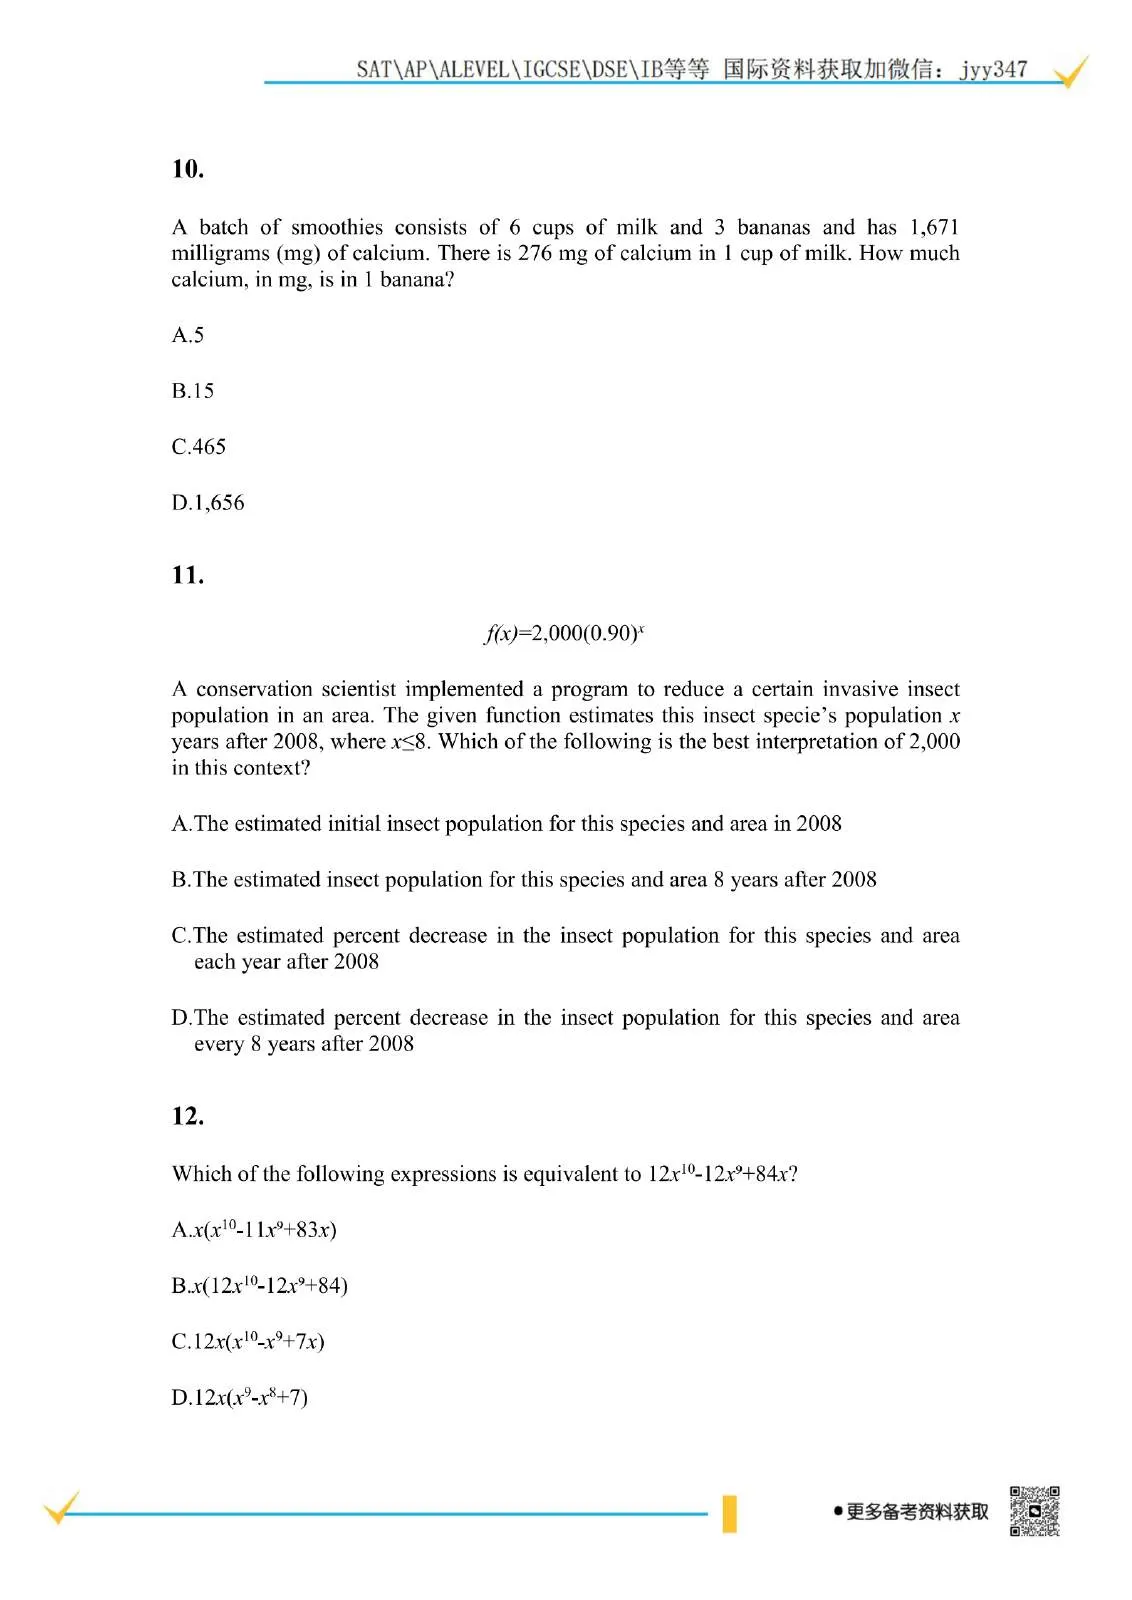 SAT\AP\ALEVEL\IGCSE\DSE\IB等等 国际资料获取加微信：jyy347
10.
A batch of smoothies consists of 6 cups of milk and 3 bananas and has 1,671
milligrams (mg) of calcium. There is 276 mg of calcium in 1 cup of milk. How much
calcium, in mg, is in 1 banana?
A.5
B.15
C.465
D.1,656
11.
f(x)=2,000(0.90)ˣ
A conservation scientist implemented a program to reduce a certain invasive insect
population in an area. The given function estimates this insect specie’s population x
years after 2008, where x≤8. Which of the following is the best interpretation of 2,000
in this context?
A.The estimated initial insect population for this species and area in 2008
B.The estimated insect population for this species and area 8 years after 2008
C.The estimated percent decrease in the insect population for this species and area
each year after 2008
D.The estimated percent decrease in the insect population for this species and area
every 8 years after 2008
12.
Which of the following expressions is equivalent to 12x¹⁰-12x⁹+84x?
A.x(x¹⁰-11x⁹+83x)
B.x(12x¹⁰-12x⁹+84)
C.12x(x¹⁰-x⁹+7x)
D.12x(x⁹-x⁸+7)
•更多备考资料获取